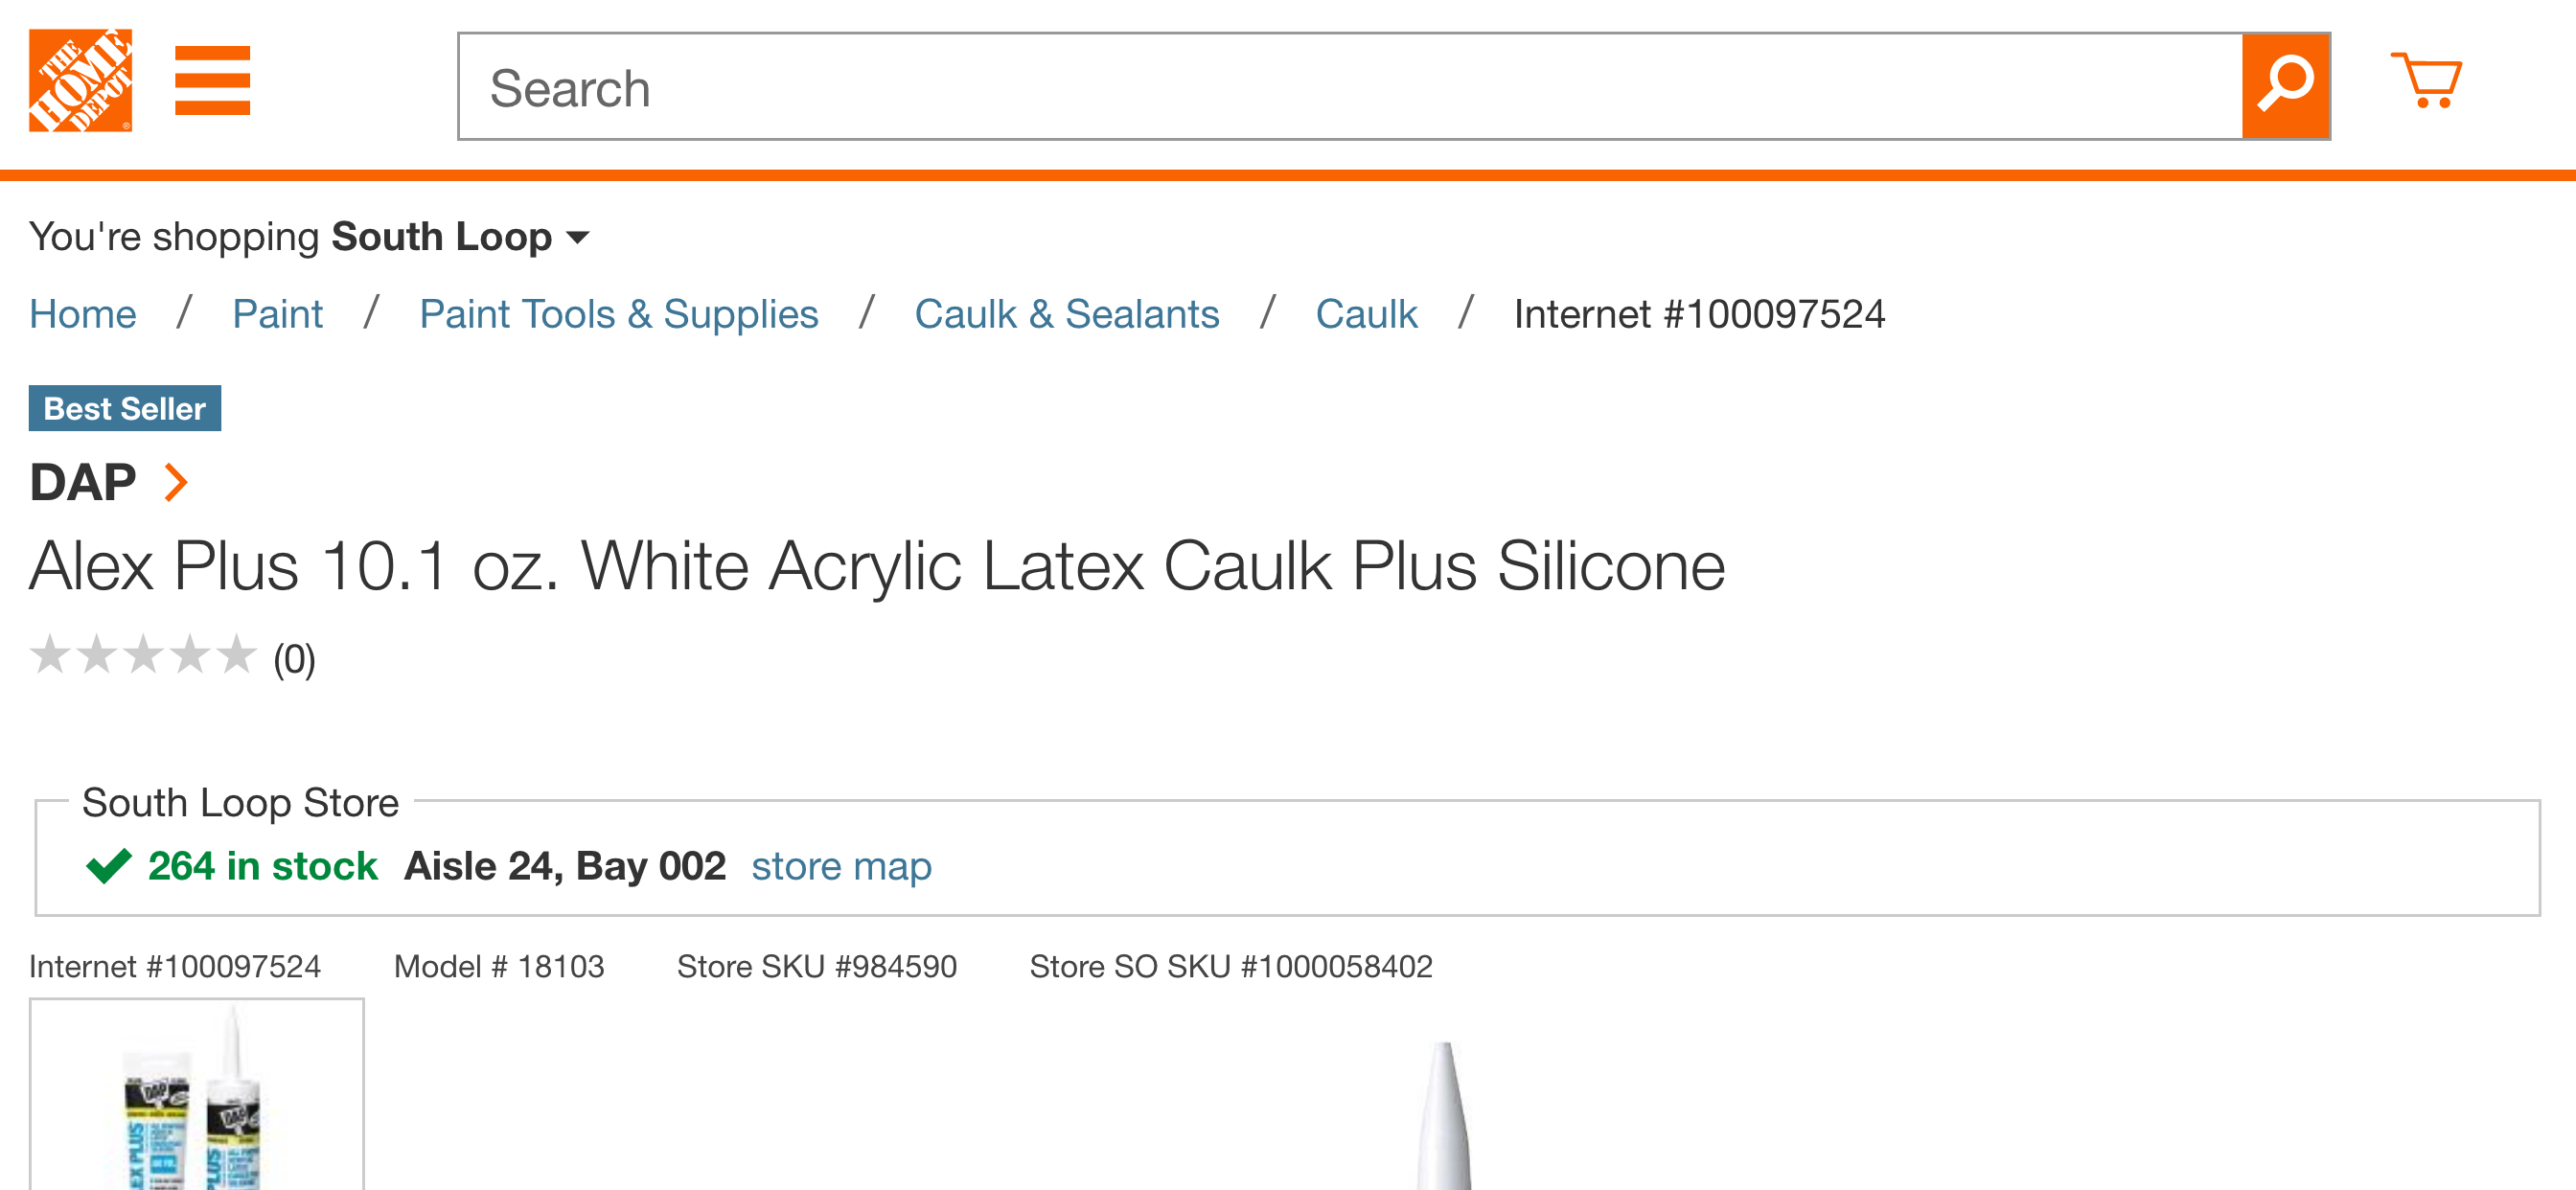 THE
HOME
DEPOT
®
Search
You're shopping South Loop
Home / Paint / Paint Tools & Supplies / Caulk & Sealants / Caulk / Internet #100097524
Best Seller
DAP
Alex Plus 10.1 oz. White Acrylic Latex Caulk Plus Silicone
(0)
South Loop Store
264 in stock Aisle 24, Bay 002 store map
Internet #100097524 Model # 18103 Store SKU #984590 Store SO SKU #1000058402
DAP
DAP
EX PLUS
PLUS